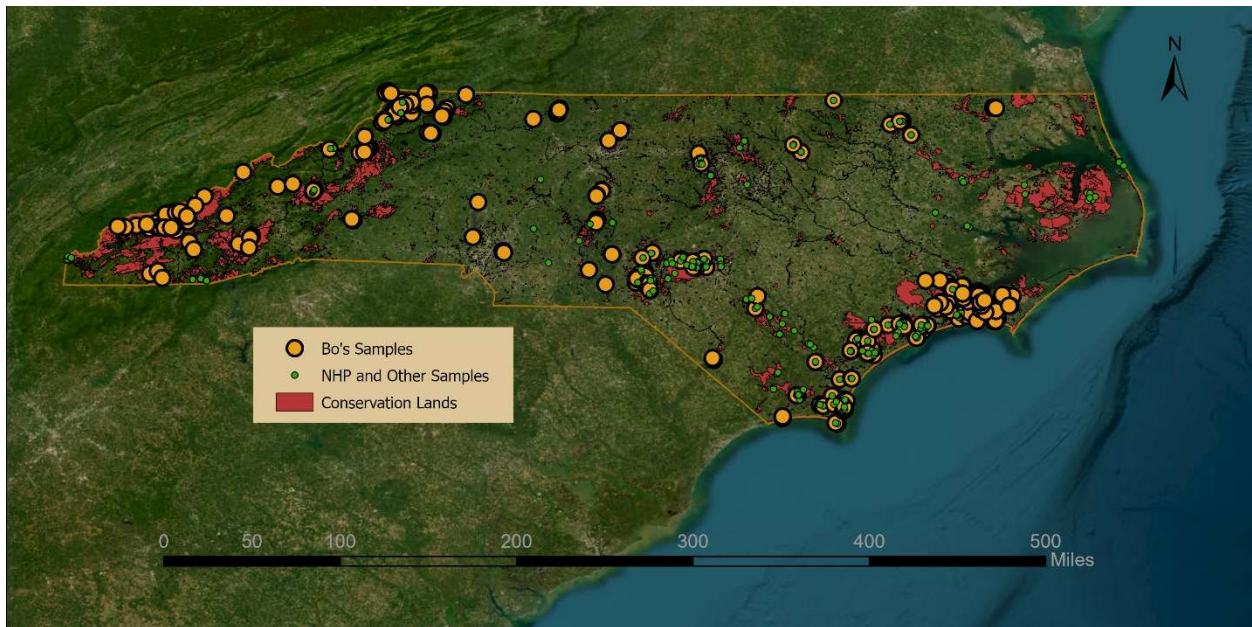 N
Bo's Samples
NHP and Other Samples
Conservation Lands
0 50 100 200 300 400 500
Miles